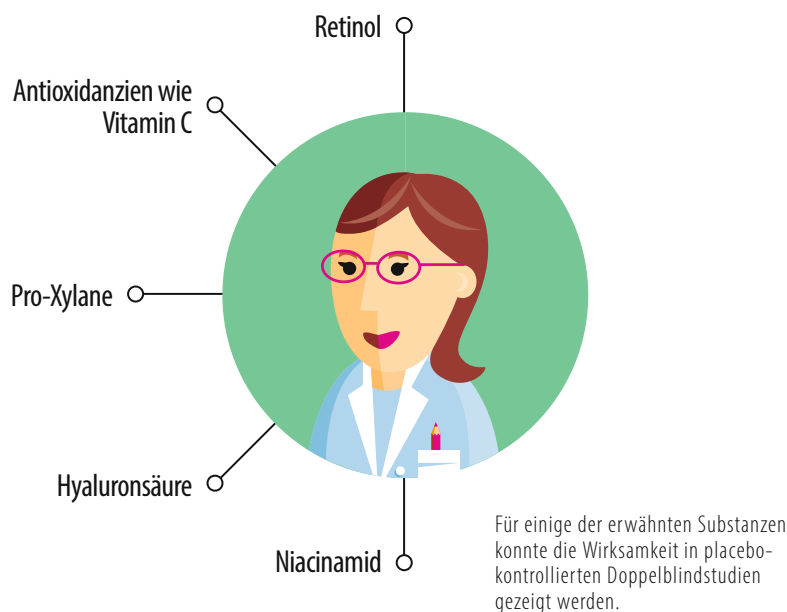 Retinol
Antioxidanzien wie
Vitamin C
Pro-Xylane
Hyaluronsäure
Niacinamid
Für einige der erwähnten Substanzen
konnte die Wirksamkeit in placebo-
kontrollierten Doppelblindstudien
gezeigt werden.